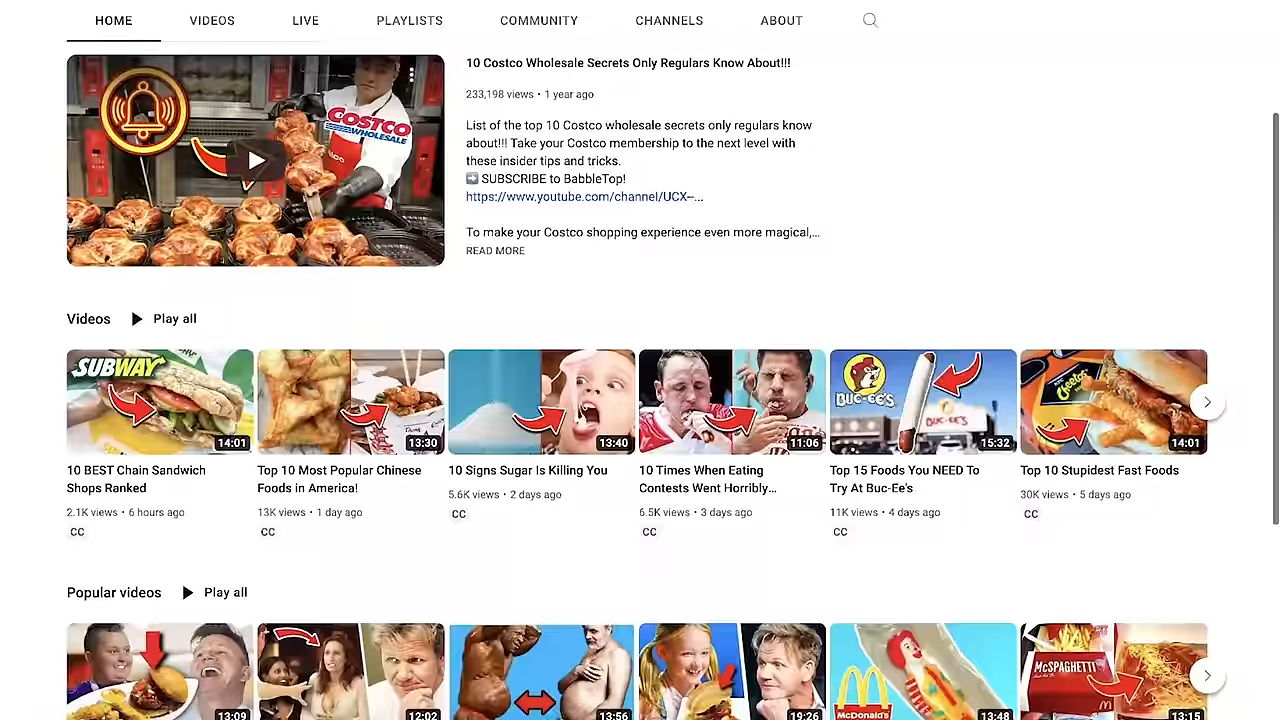 HOME VIDEOS LIVE PLAYLISTS COMMUNITY CHANNELS ABOUT
COSTCO
WHOLESALE
10 Costco Wholesale Secrets Only Regulars Know About!!!
233,198 views • 1 year ago
List of the top 10 Costco wholesale secrets only regulars know
about!!! Take your Costco membership to the next level with
these insider tips and tricks.
➡ SUBSCRIBE to BabbleTop!
https://www.youtube.com/channel/UCX--...
To make your Costco shopping experience even more magical,...
READ MORE
Videos Play all
SUBWAY
14:01
13:30
13:40
11:06
BUC-EE'S
BUC-EE'S
15:32
Cheetos
14:01
10 BEST Chain Sandwich
Shops Ranked
2.1K views • 6 hours ago
CC
Top 10 Most Popular Chinese
Foods in America!
13K views • 1 day ago
CC
10 Signs Sugar Is Killing You
5.6K views • 2 days ago
CC
10 Times When Eating
Contests Went Horribly...
6.5K views • 3 days ago
CC
Top 15 Foods You NEED To
Try At Buc-Ee's
11K views • 4 days ago
CC
Top 10 Stupidest Fast Foods
30K views • 5 days ago
CC
Popular videos Play all
13:09
12:02
13:56
19:26
McDonald's
13:48
McSPAGHETTI
13:15